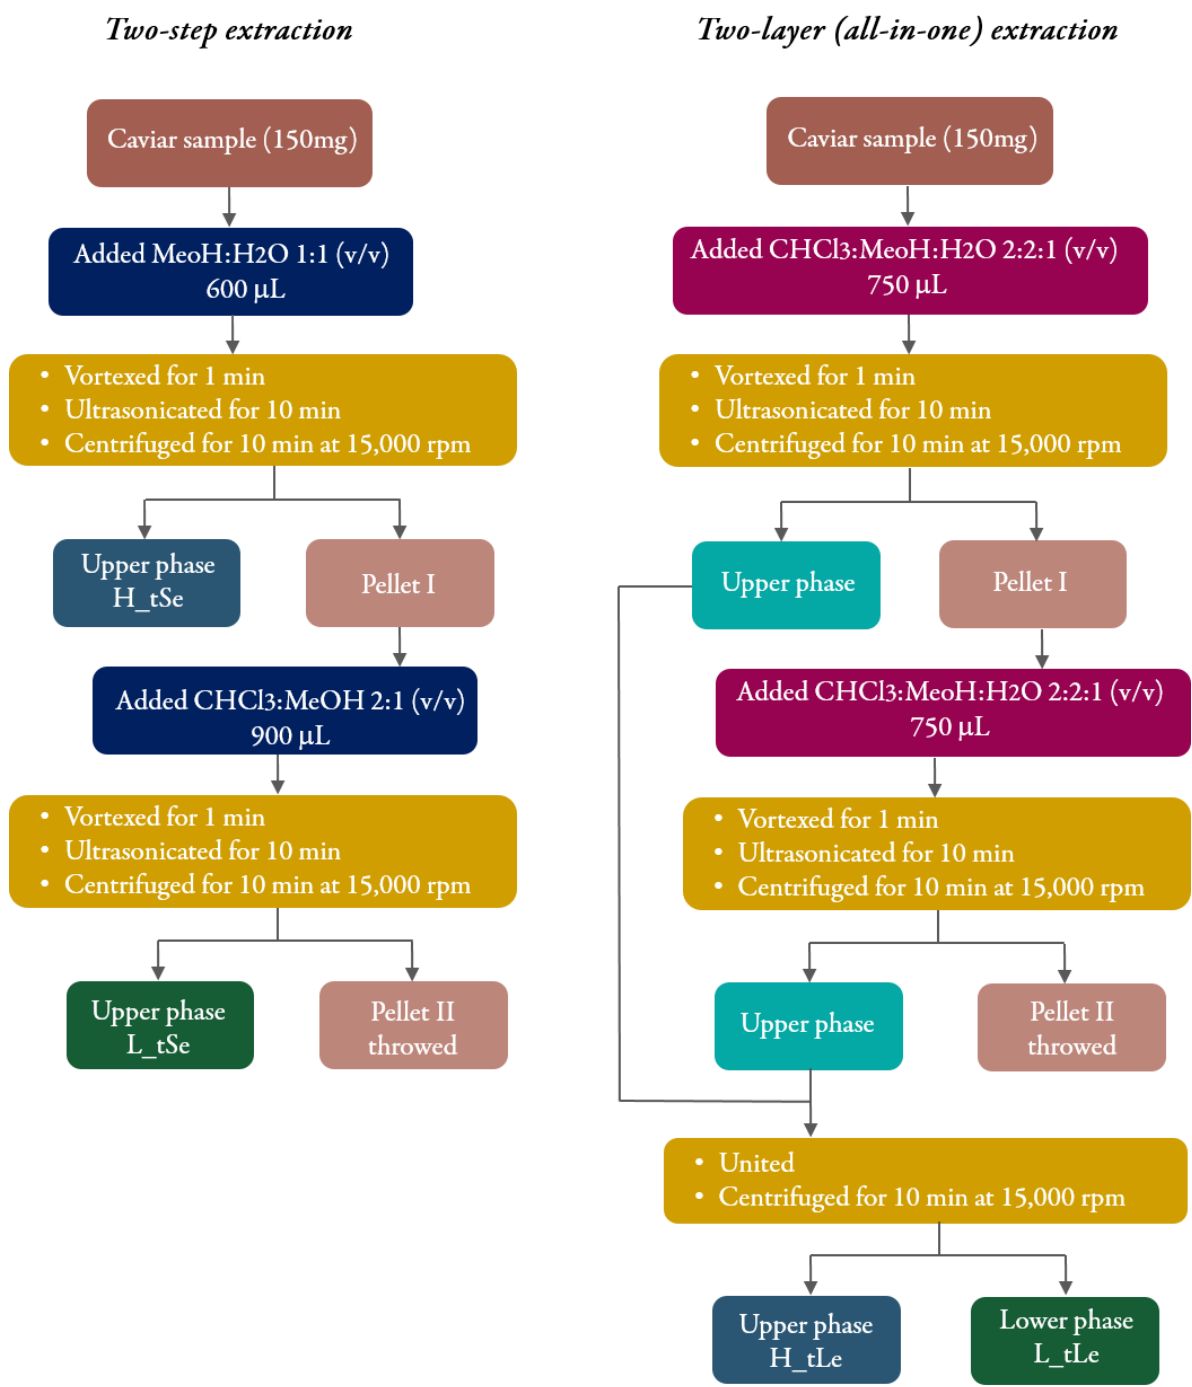 Two-step extraction
Caviar sample (150mg)
Added MeoH:H2O 1:1 (v/v)
600 µL
• Vortexed for 1 min
• Ultrasonicated for 10 min
• Centrifuged for 10 min at 15,000 rpm
Upper phase
H_tSe
Pellet I
Added CHCl3:MeOH 2:1 (v/v)
900 µL
• Vortexed for 1 min
• Ultrasonicated for 10 min
• Centrifuged for 10 min at 15,000 rpm
Upper phase
L_tSe
Pellet II
throwed
Two-layer (all-in-one) extraction
Caviar sample (150mg)
Added CHCl3:MeoH:H2O 2:2:1 (v/v)
750 µL
• Vortexed for 1 min
• Ultrasonicated for 10 min
• Centrifuged for 10 min at 15,000 rpm
Upper phase
Pellet I
Added CHCl3:MeoH:H2O 2:2:1 (v/v)
750 µL
• Vortexed for 1 min
• Ultrasonicated for 10 min
• Centrifuged for 10 min at 15,000 rpm
Upper phase
Pellet II
throwed
• United
• Centrifuged for 10 min at 15,000 rpm
Upper phase
H_tLe
Lower phase
L_tLe